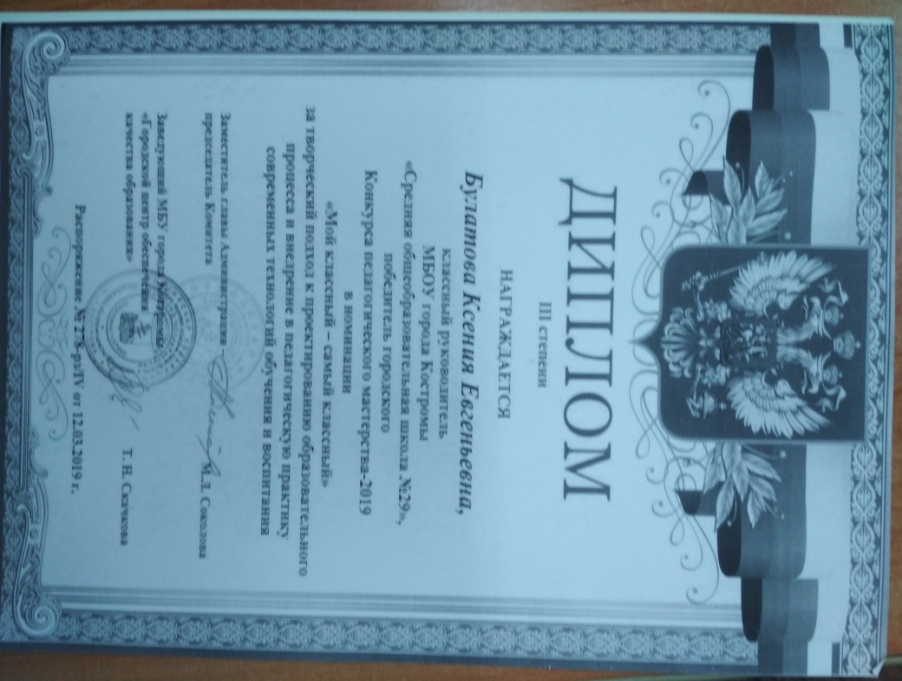 ДИПЛОМ
III степени
НАГРАЖДАЕТСЯ
Булатова Ксения Евгеньевна,
классный руководитель
МБОУ города Костромы
«Средняя общеобразовательная школа №29»,
победитель городского
Конкурса педагогического мастерства-2019
в номинации
«Мой классный – самый классный»
за творческий подход к проектированию образовательного
процесса и внедрение в педагогическую практику
современных технологий обучения и воспитания
Заместитель главы Администрации
председатель Комитета М.Л. Соколова
Заведующий МБУ города Костромы
«Городской центр обеспечения
качества образования» Т. Н. Скачкова
Распоряжение № от 12.03.2019 г.